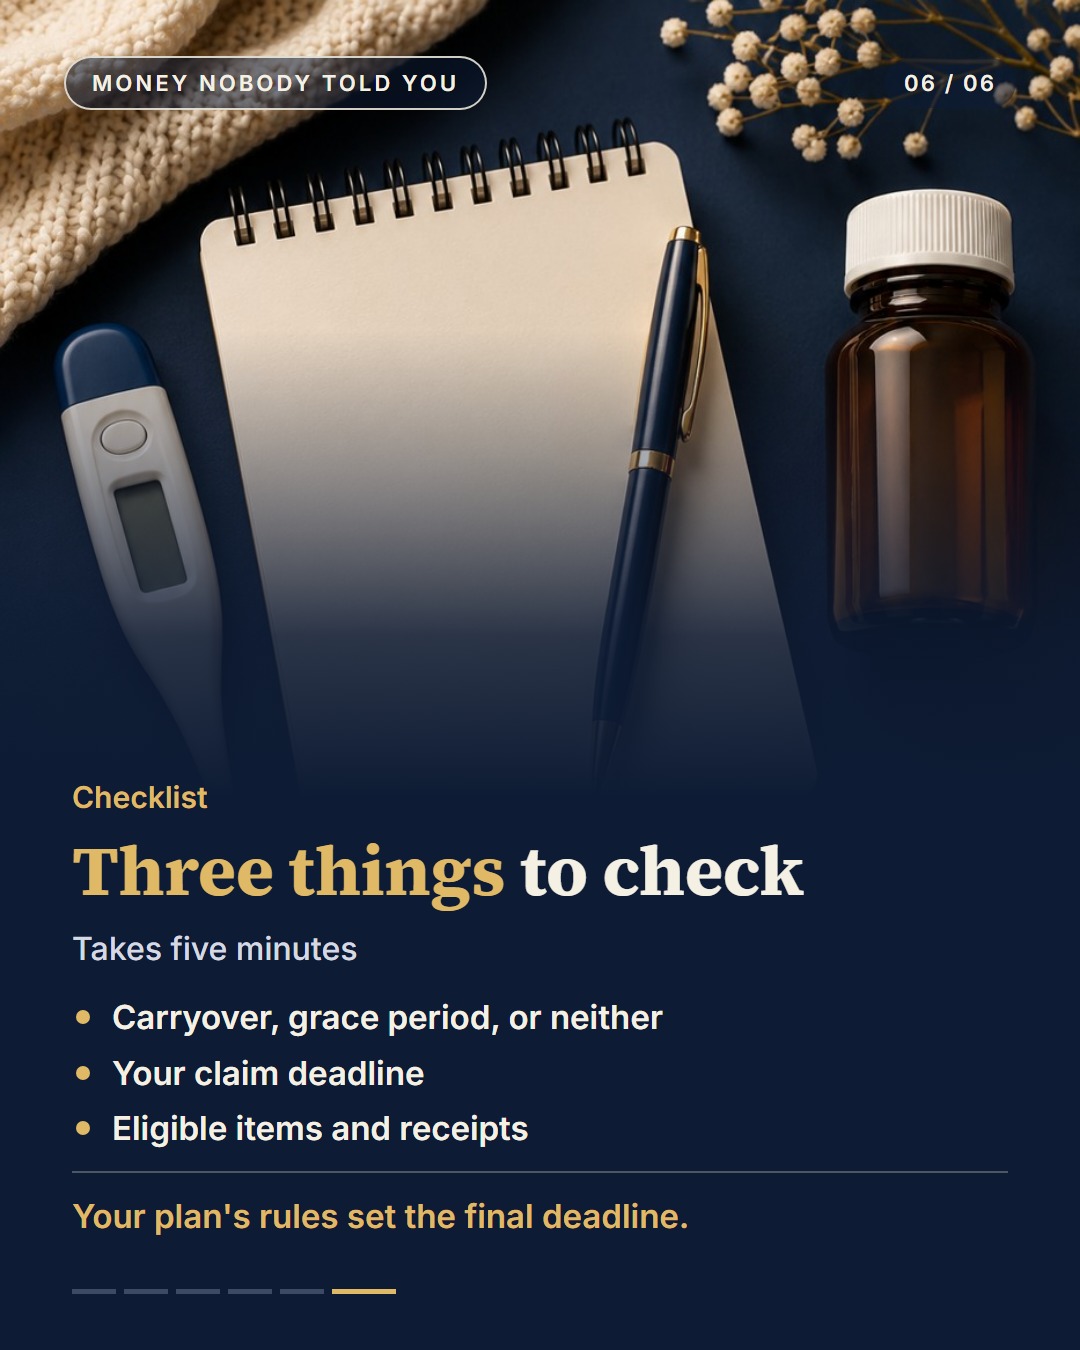 MONEY NOBODY TOLD YOU
06 / 06
Checklist
Three things to check
Takes five minutes
Carryover, grace period, or neither
Your claim deadline
Eligible items and receipts
Your plan's rules set the final deadline.